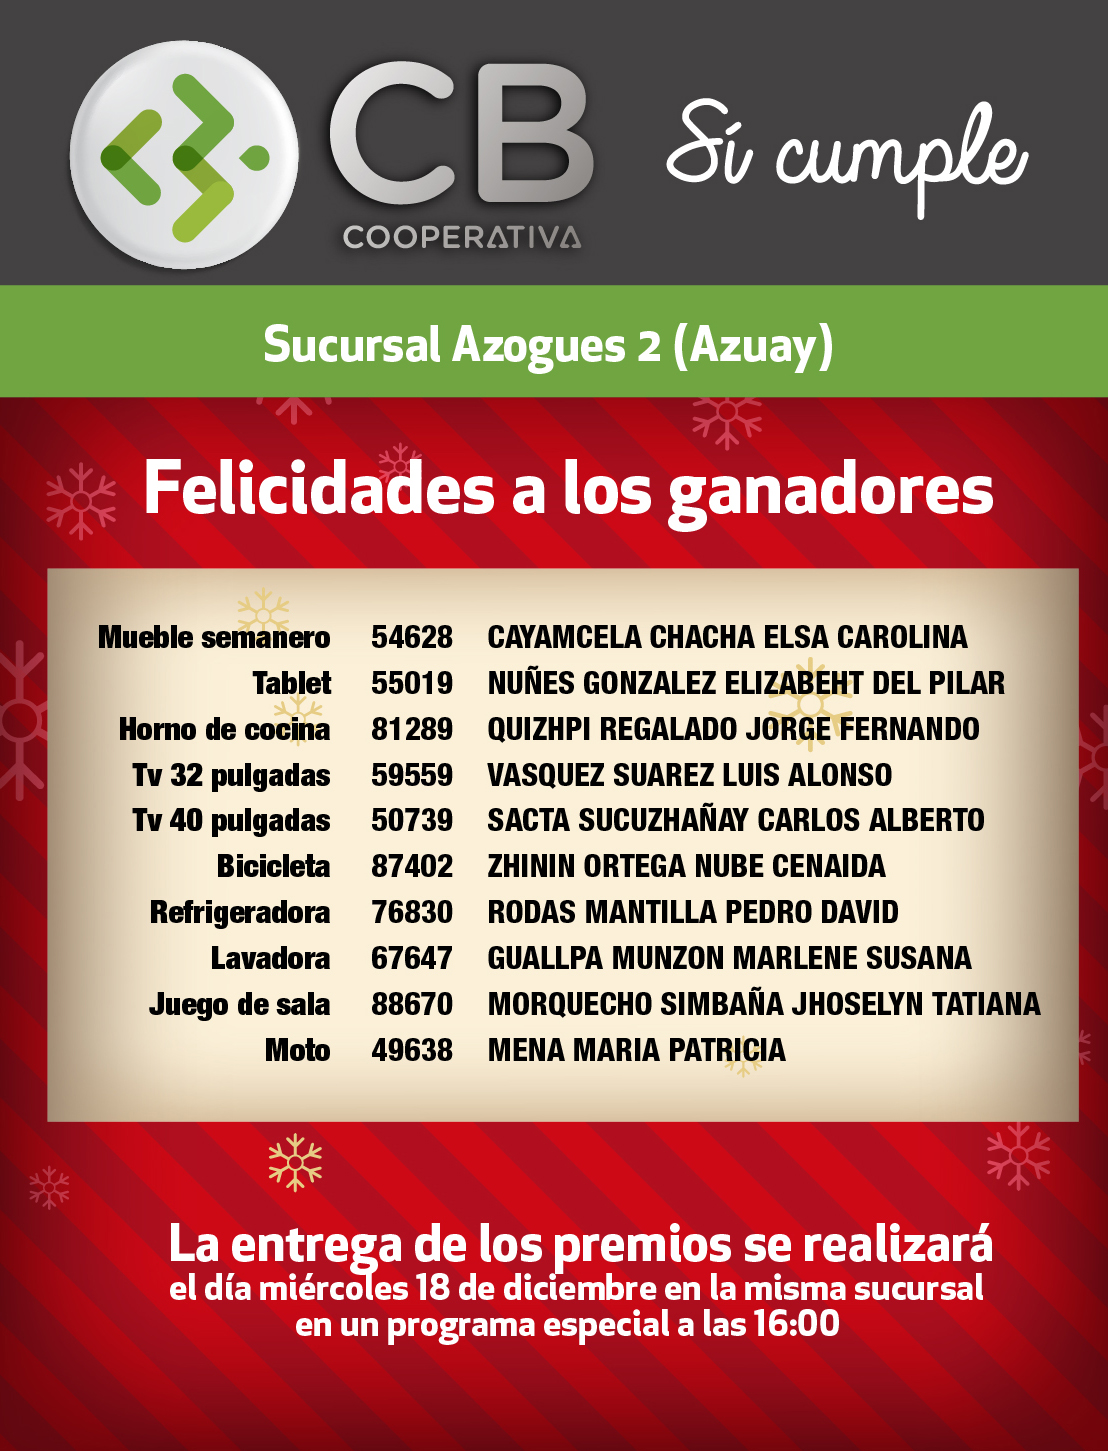 CB
COOPERATIVA
Sí cumple
Sucursal Azogues 2 (Azuay)
Felicidades a los ganadores
Mueble semanero 54628 CAYAMCELA CHACHA ELSA CAROLINA
Tablet 55019 NUÑES GONZALEZ ELIZABEHT DEL PILAR
Horno de cocina 81289 QUIZHPI REGALADO JORGE FERNANDO
Tv 32 pulgadas 59559 VASQUEZ SUAREZ LUIS ALONSO
Tv 40 pulgadas 50739 SACTA SUCUZHAÑAY CARLOS ALBERTO
Bicicleta 87402 ZHININ ORTEGA NUBE CENAIDA
Refrigeradora 76830 RODAS MANTILLA PEDRO DAVID
Lavadora 67647 GUALLPA MUNZON MARLENE SUSANA
Juego de sala 88670 MORQUECHO SIMBAÑA JHOSELYN TATIANA
Moto 49638 MENA MARIA PATRICIA
La entrega de los premios se realizará
el día miércoles 18 de diciembre en la misma sucursal
en un programa especial a las 16:00